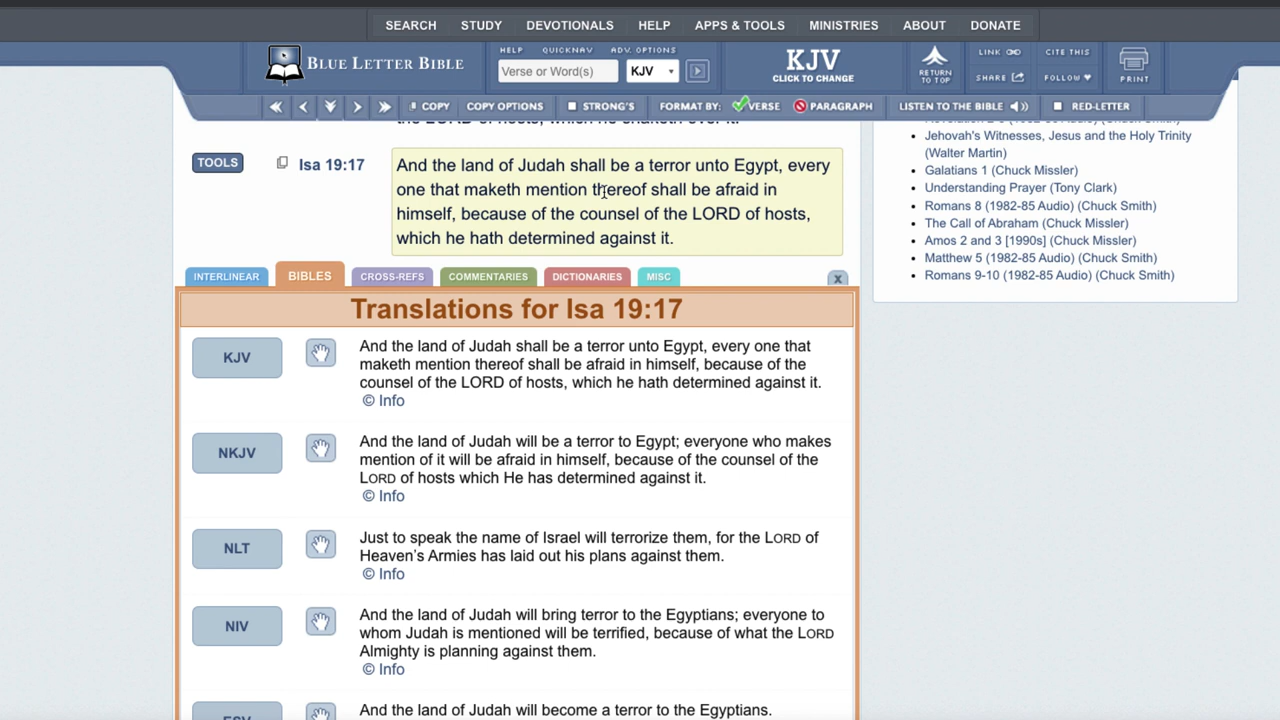 SEARCH STUDY DEVOTIONALS HELP APPS & TOOLS MINISTRIES ABOUT DONATE
BLUE LETTER BIBLE
HELP QUICKNAV ADV. OPTIONS
Verse or Word(s) KJV
KJV
CLICK TO CHANGE
RETURN
TO TOP
LINK CITE THIS
SHARE FOLLOW
PRINT
COPY COPY OPTIONS STRONG'S FORMAT BY: VERSE PARAGRAPH LISTEN TO THE BIBLE RED-LETTER
TOOLS Isa 19:17
And the land of Judah shall be a terror unto Egypt, every
one that maketh mention thereof shall be afraid in
himself, because of the counsel of the LORD of hosts,
which he hath determined against it.
INTERLINEAR BIBLES CROSS-REFS COMMENTARIES DICTIONARIES MISC X
Translations for Isa 19:17
KJV
And the land of Judah shall be a terror unto Egypt, every one that
maketh mention thereof shall be afraid in himself, because of the
counsel of the LORD of hosts, which he hath determined against it.
© Info
NKJV
And the land of Judah will be a terror to Egypt; everyone who makes
mention of it will be afraid in himself, because of the counsel of the
LORD of hosts which He has determined against it.
© Info
NLT
Just to speak the name of Israel will terrorize them, for the LORD of
Heaven’s Armies has laid out his plans against them.
© Info
NIV
And the land of Judah will bring terror to the Egyptians; everyone to
whom Judah is mentioned will be terrified, because of what the LORD
Almighty is planning against them.
© Info
ESV
And the land of Judah will become a terror to the Egyptians.
Jehovah's Witnesses, Jesus and the Holy Trinity
(Walter Martin)
Galatians 1 (Chuck Missler)
Understanding Prayer (Tony Clark)
Romans 8 (1982-85 Audio) (Chuck Smith)
The Call of Abraham (Chuck Missler)
Amos 2 and 3 [1990s] (Chuck Missler)
Matthew 5 (1982-85 Audio) (Chuck Smith)
Romans 9-10 (1982-85 Audio) (Chuck Smith)